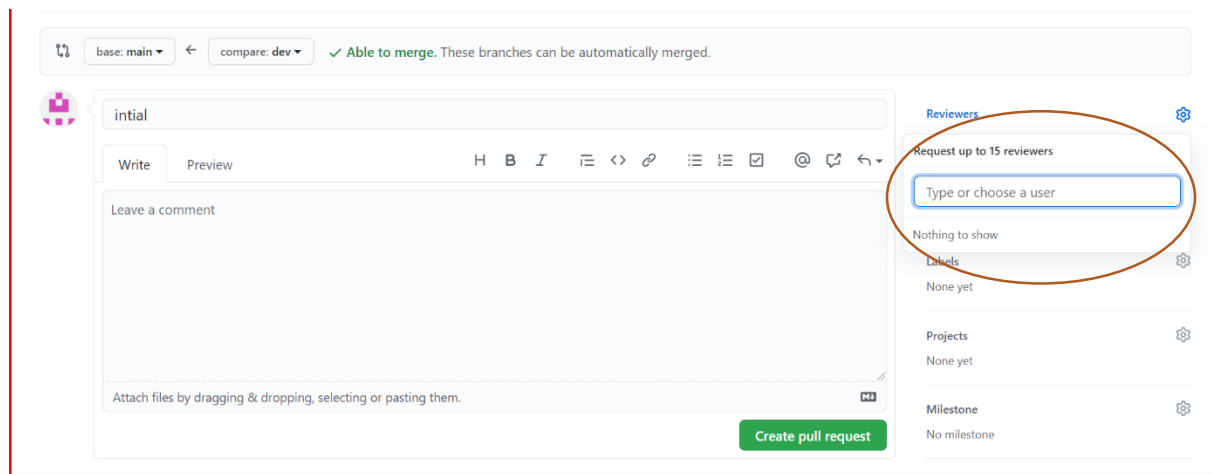 base: main
compare: dev
Able to merge. These branches can be automatically merged.
intial
Write Preview
H B I
Leave a comment
Attach files by dragging & dropping, selecting or pasting them.
M
Create pull request
Reviewers
Request up to 15 reviewers
Type or choose a user
Nothing to show
Labels
None yet
Projects
None yet
Milestone
No milestone